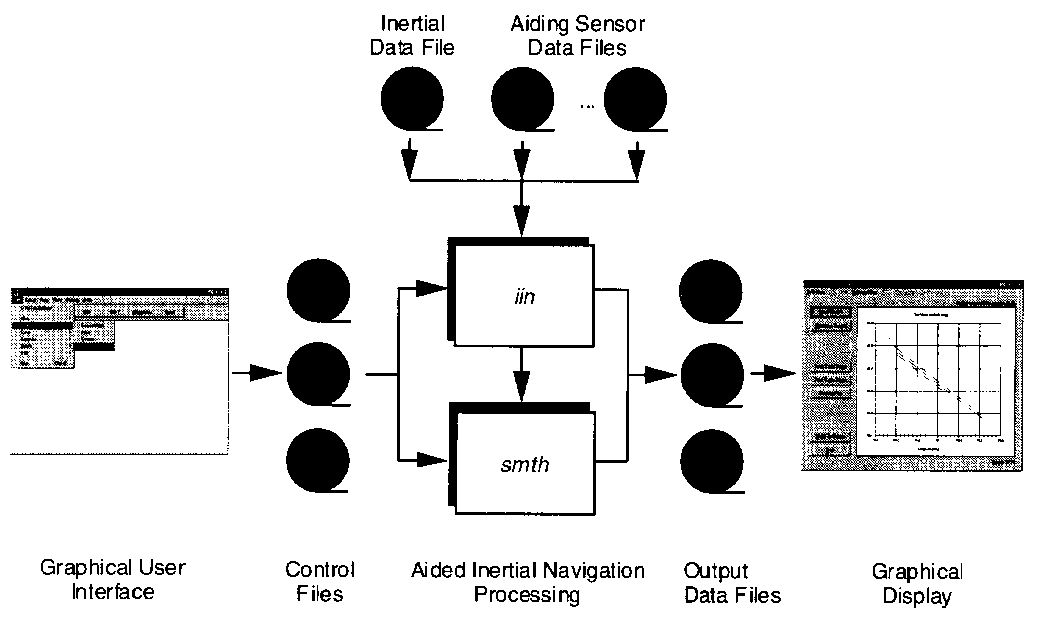 Inertial
Data File
Aiding Sensor
Data Files
...
iin
smth
Graphical User
Interface
Control
Files
Aided Inertial Navigation
Processing
Output
Data Files
Graphical
Display